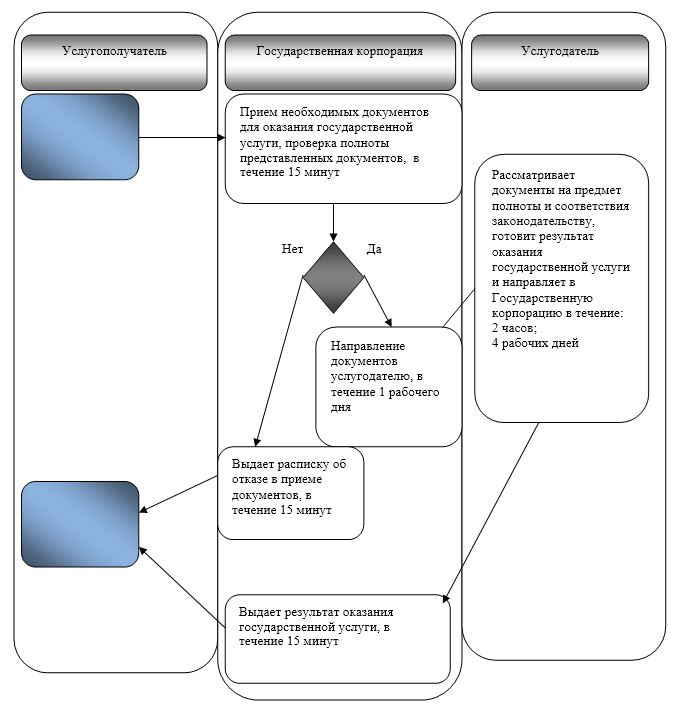 Услугополучатель
Государственная корпорация
Услугодатель
Прием необходимых документов
для оказания государственной
услуги, проверка полноты
представленных документов, в
течение 15 минут
Рассматривает
документы на предмет
полноты и соответствия
законодательству,
готовит результат
оказания
государственной услуги
и направляет в
Государственную
корпорацию в течение:
2 часов;
4 рабочих дней
Нет
Да
Направление
документов
услугодателю, в
течение 1 рабочего
дня
Выдает расписку об
отказе в приеме
документов, в
течение 15 минут
Выдает результат оказания
государственной услуги, в
течение 15 минут